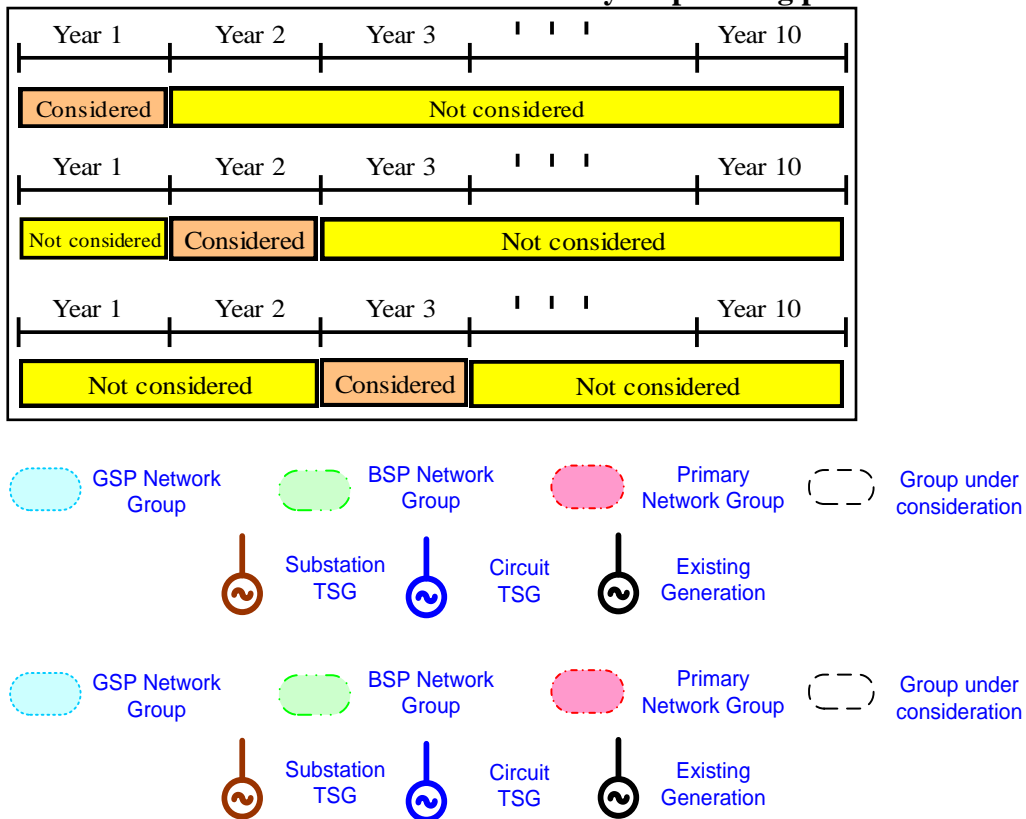 Year 1 Year 2 Year 3 Year 10
Considered Not considered
Year 1 Year 2 Year 3 Year 10
Not considered Considered Not considered
Year 1 Year 2 Year 3 Year 10
Not considered Considered Not considered
GSP Network Group
BSP Network Group
Primary Network Group
Group under consideration
Substation TSG
Circuit TSG
Existing Generation
GSP Network Group
BSP Network Group
Primary Network Group
Group under consideration
Substation TSG
Circuit TSG
Existing Generation